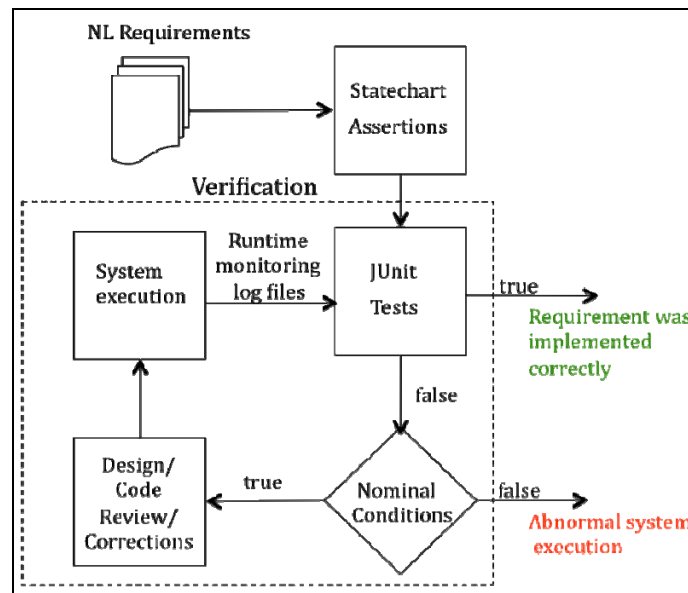 NL Requirements
Statechart
Assertions
Verification
System
execution
Runtime
monitoring
log files
JUnit
Tests
true
Requirement was
implemented
correctly
false
Design/
Code
Review/
Corrections
true
Nominal
Conditions
false
Abnormal system
execution